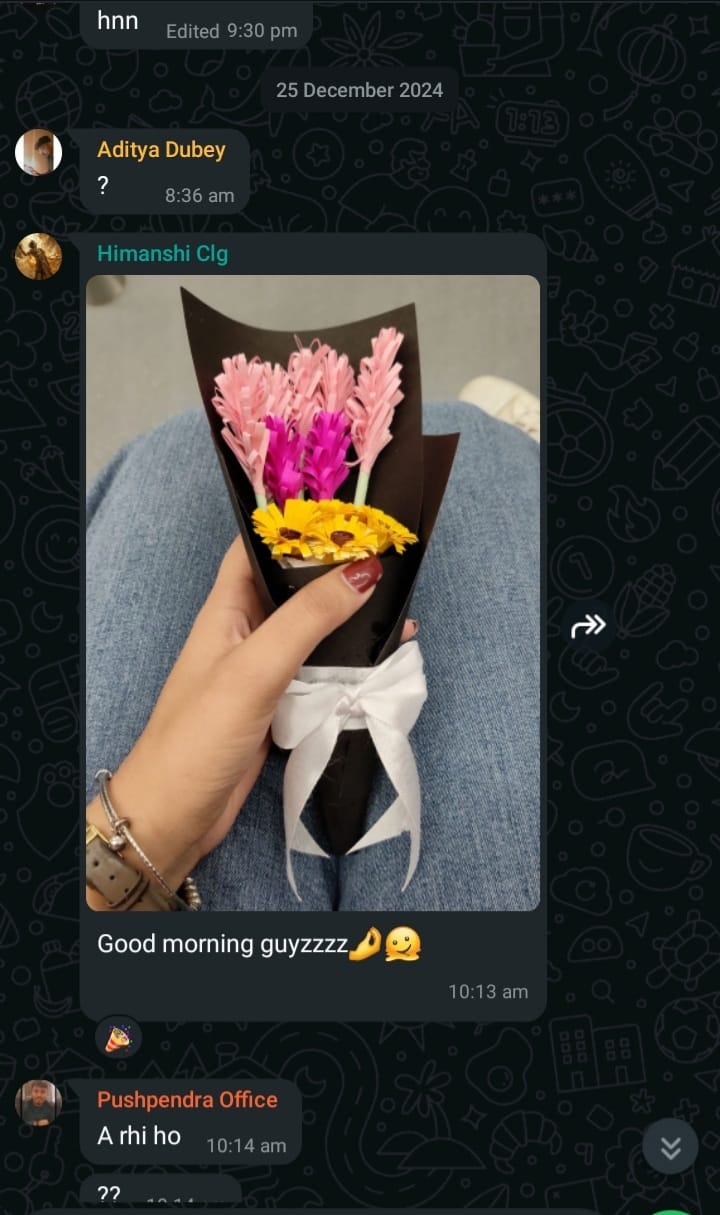 hnn
Edited 9:30 pm
25 December 2024
Aditya Dubey
?
8:36 am
Himanshi Clg
Good morning guyzzzz🤌🫠
10:13 am
Pushpendra Office
A rhi ho
10:14 am
??